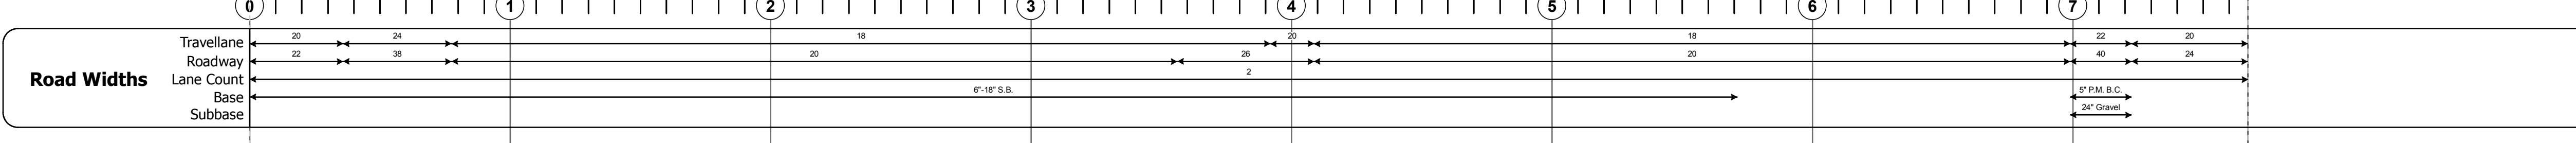 0 1 2 3 4 5 6 7
Road Widths
Travellane 20 24 18 20 18 22 20
Roadway 22 38 20 26 20 40 24
Lane Count 2
Base 6"-18" S.B. 5" P.M. B.C.
Subbase 24" Gravel